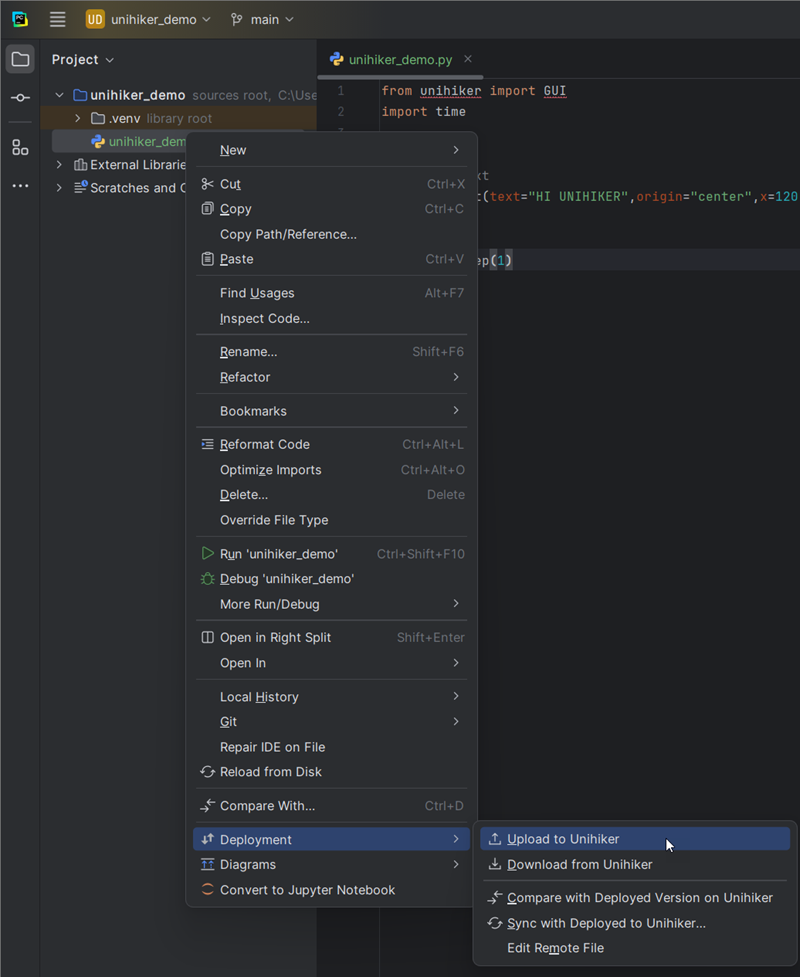 PC
UD unihiker_demo main
Project
unihiker_demo.py
unihiker_demo sources root, C:\Use
.venv library root
unihiker_dem
External Librarie
Scratches and C
1 from unihiker import GUI
2 import time
xt
t(text="HI UNIHIKER",origin="center",x=120
ep(1)
New
Cut Ctrl+X
Copy Ctrl+C
Copy Path/Reference...
Paste Ctrl+V
Find Usages Alt+F7
Inspect Code...
Rename... Shift+F6
Refactor
Bookmarks
Reformat Code Ctrl+Alt+L
Optimize Imports Ctrl+Alt+O
Delete... Delete
Override File Type
Run 'unihiker_demo' Ctrl+Shift+F10
Debug 'unihiker_demo'
More Run/Debug
Open in Right Split Shift+Enter
Open In
Local History
Git
Repair IDE on File
Reload from Disk
Compare With... Ctrl+D
Deployment
Diagrams
Convert to Jupyter Notebook
Upload to Unihiker
Download from Unihiker
Compare with Deployed Version on Unihiker
Sync with Deployed to Unihiker...
Edit Remote File